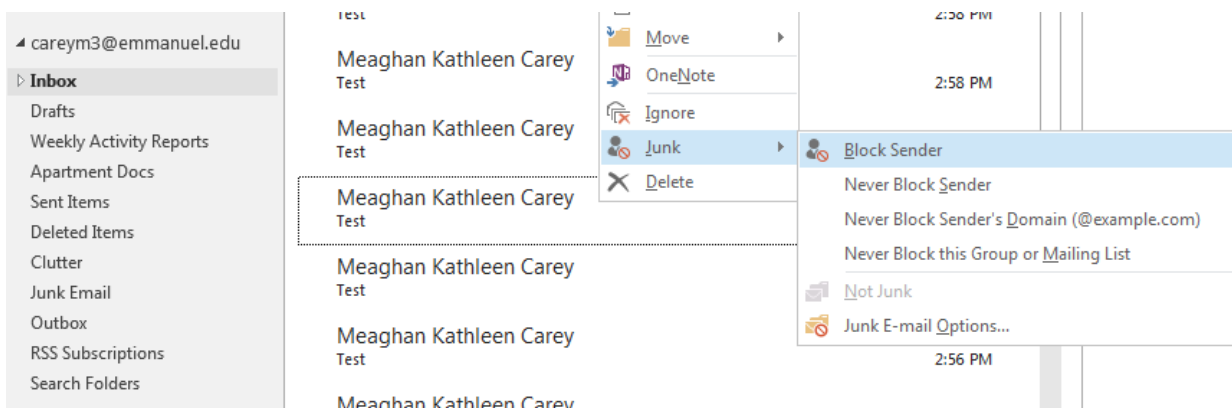 careym3@emmanuel.edu
Inbox
Drafts
Weekly Activity Reports
Apartment Docs
Sent Items
Deleted Items
Clutter
Junk Email
Outbox
RSS Subscriptions
Search Folders
Test
2:58 PM
Meaghan Kathleen Carey
Test
2:58 PM
Meaghan Kathleen Carey
Test
Meaghan Kathleen Carey
Test
Meaghan Kathleen Carey
Test
Meaghan Kathleen Carey
Test
2:56 PM
Meaghan Kathleen Carey
Move
OneNote
Ignore
Junk
Delete
Block Sender
Never Block Sender
Never Block Sender's Domain (@example.com)
Never Block this Group or Mailing List
Not Junk
Junk E-mail Options...